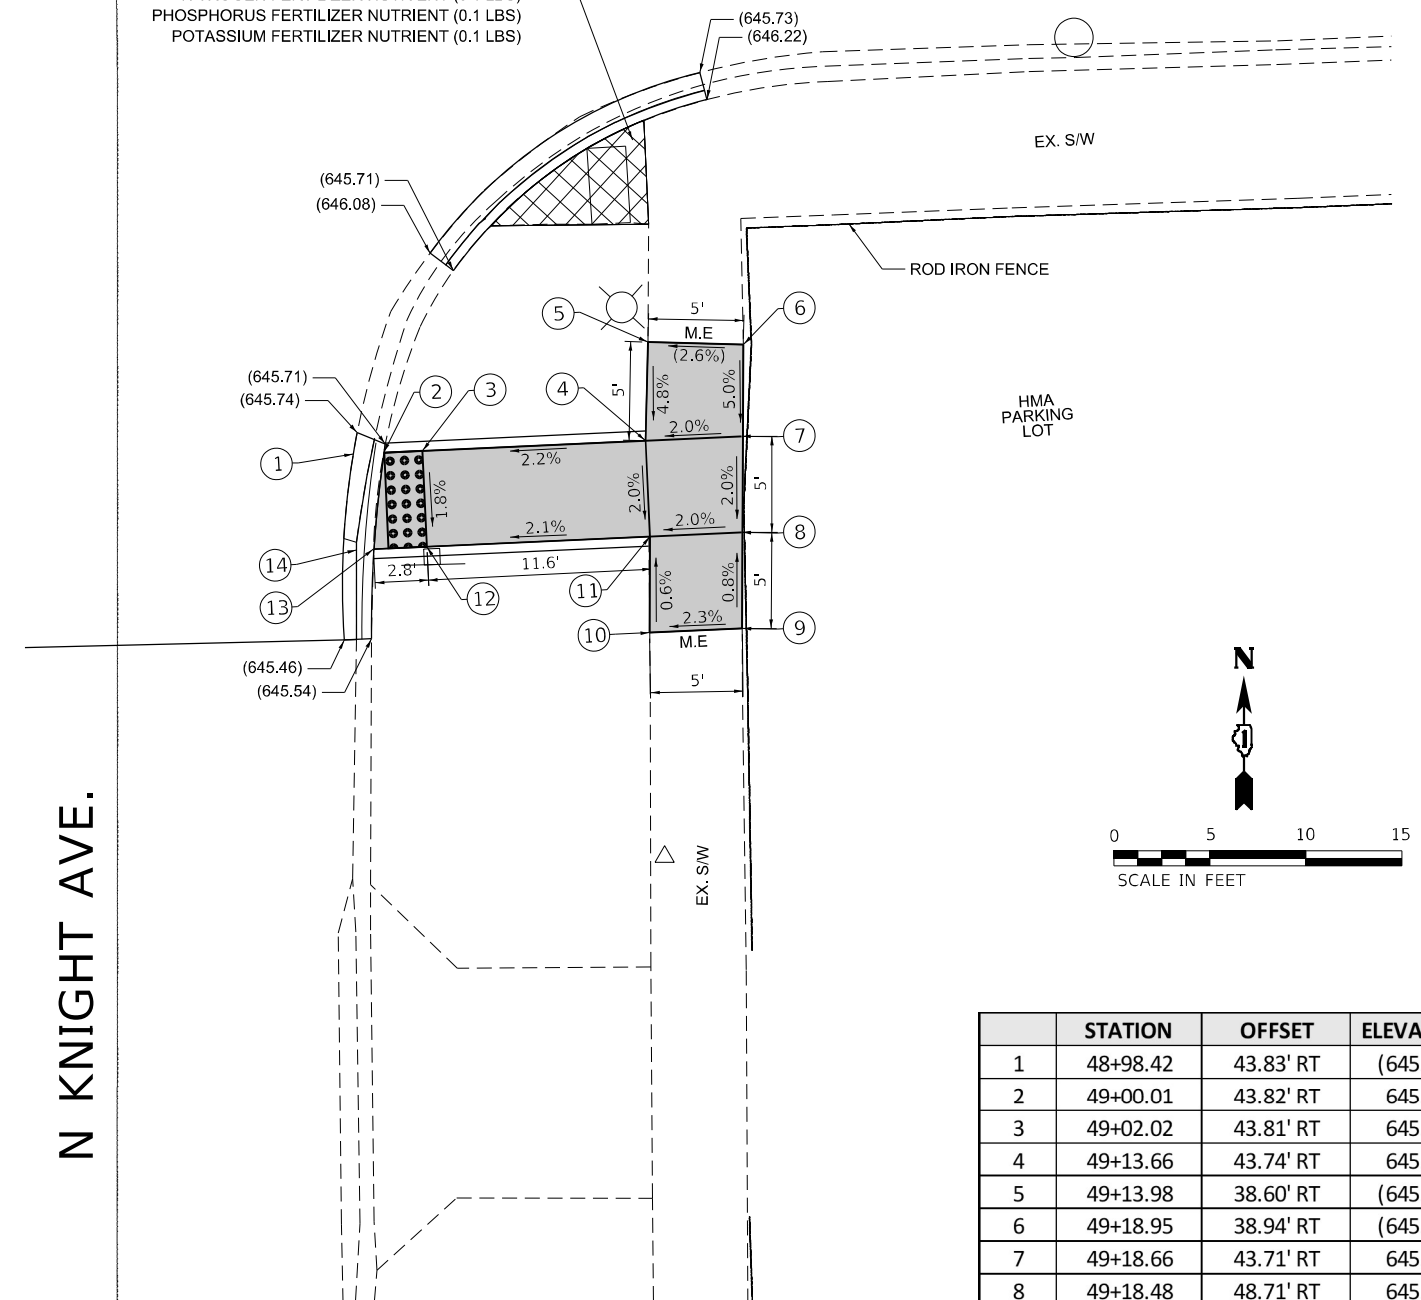 PHOSPHORUS FERTILIZER NUTRIENT (0.1 LBS)
POTASSIUM FERTILIZER NUTRIENT (0.1 LBS)
(645.73)
(646.22)
EX. S/W
(645.71)
(646.08)
ROD IRON FENCE
5
5'
6
M.E
(2.6%)
(645.71)
(645.74)
2
3
4
5'
4.8%
5.0%
HMA
PARKING
LOT
2.0%
7
1
2.2%
1.8%
2.0%
2.0%
5'
2.1%
2.0%
8
14
2.8'
11.6'
11
0.6%
0.8%
5'
13
12
2.3%
10
9
M.E
(645.46)
(645.54)
5'
N
1
0 5 10 15
SCALE IN FEET
EX. S/W
N KNIGHT AVE.
STATION OFFSET ELEVA
1 48+98.42 43.83' RT (645
2 49+00.01 43.82' RT 645
3 49+02.02 43.81' RT 645
4 49+13.66 43.74' RT 645
5 49+13.98 38.60' RT (645
6 49+18.95 38.94' RT (645
7 49+18.66 43.71' RT 645
8 49+18.48 48.71' RT 645